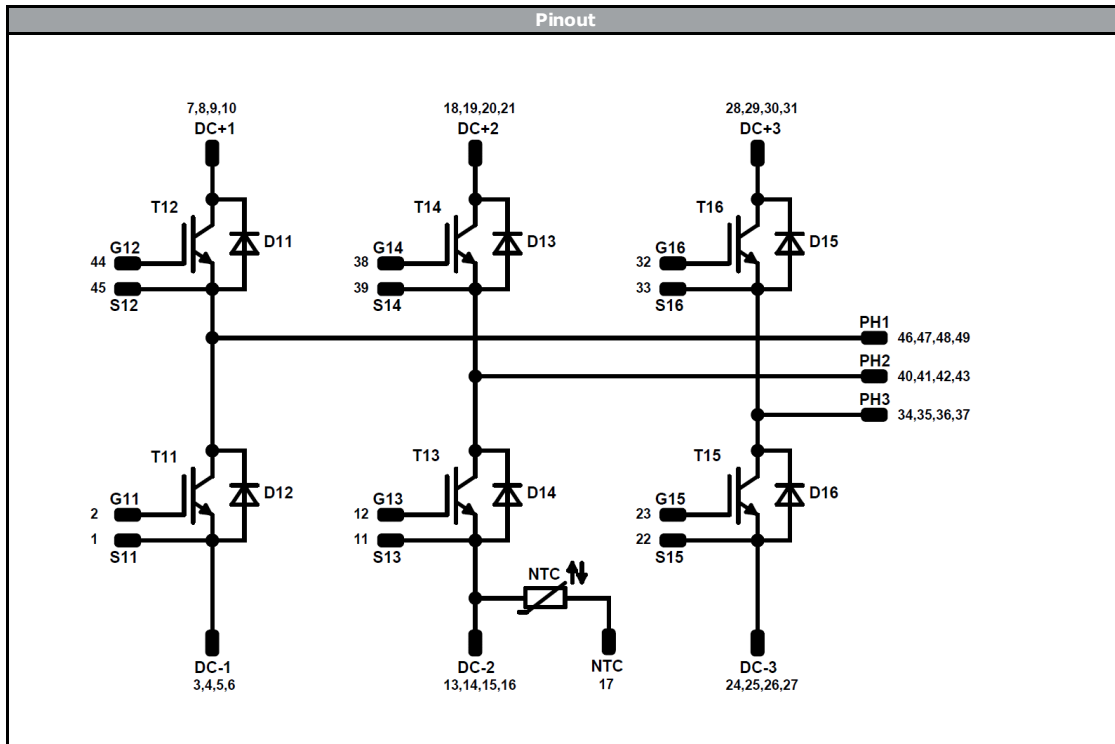 Pinout
7,8,9,10
DC+1
18,19,20,21
DC+2
28,29,30,31
DC+3
T12
D11
G12
44
45
S12
T14
D13
G14
38
39
S14
T16
D15
G16
32
33
S16
PH1
46,47,48,49
PH2
40,41,42,43
PH3
34,35,36,37
T11
D12
G11
2
1
S11
T13
D14
G13
12
11
S13
T15
D16
G15
23
22
S15
NTC
DC-1
3,4,5,6
DC-2
13,14,15,16
NTC
17
DC-3
24,25,26,27